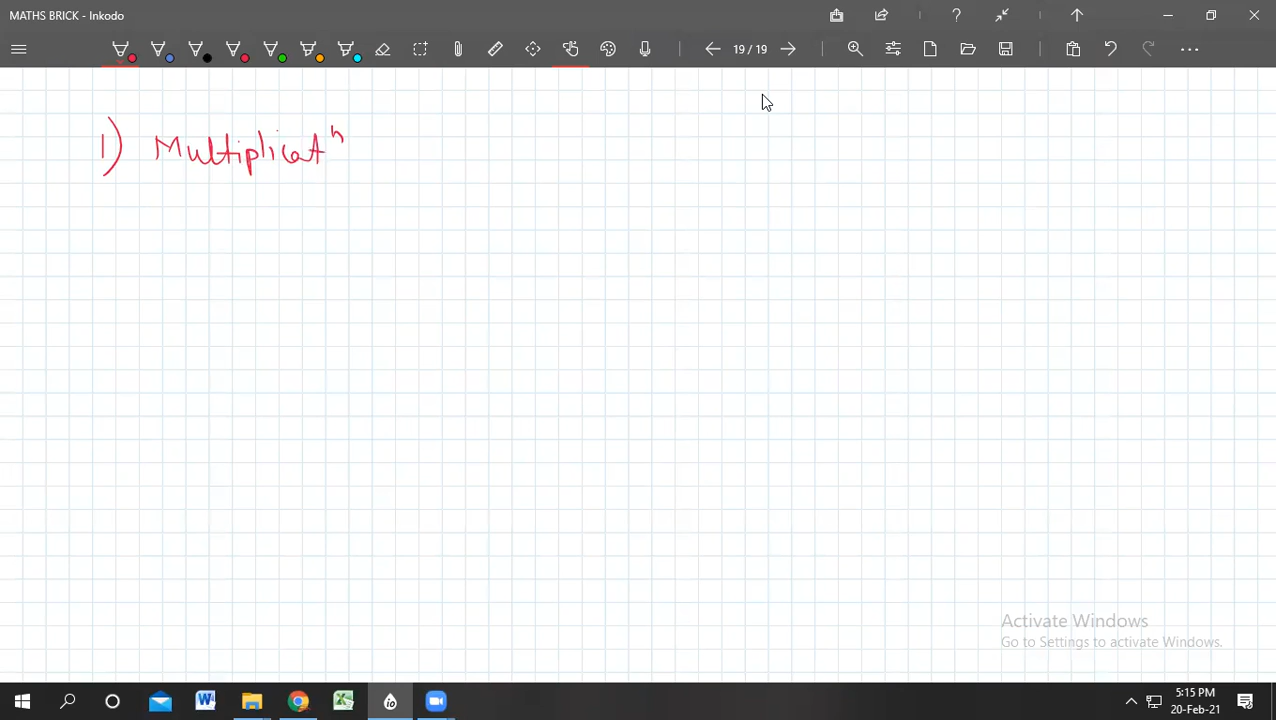 MATHS BRICK - Inkodo
19 / 19
1) Multiplicatⁿ
Activate Windows
Go to Settings to activate Windows.
5:15 PM
20-Feb-21